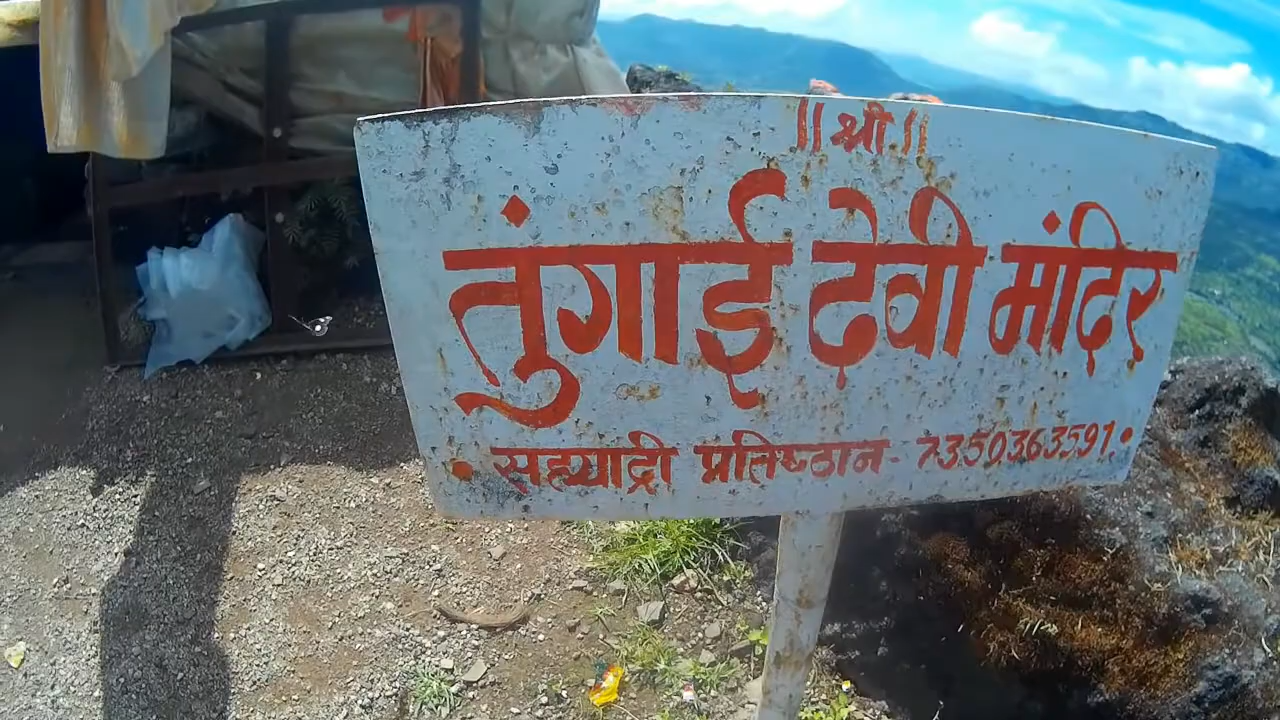 ॥ श्री ॥
तुंगाई देवी मंदिर
• सह्याद्री प्रतिष्ठान - 7350363591. •